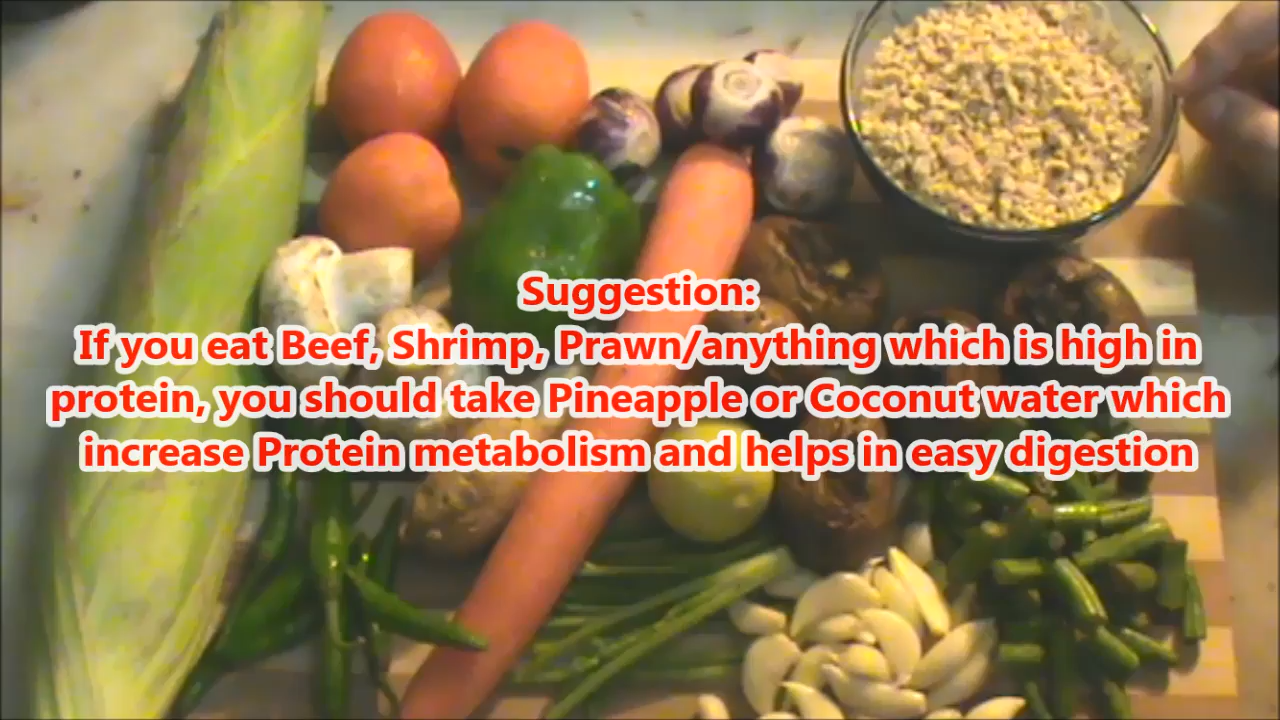 Suggestion:
If you eat Beef, Shrimp, Prawn/anything which is high in
protein, you should take Pineapple or Coconut water which
increase Protein metabolism and helps in easy digestion